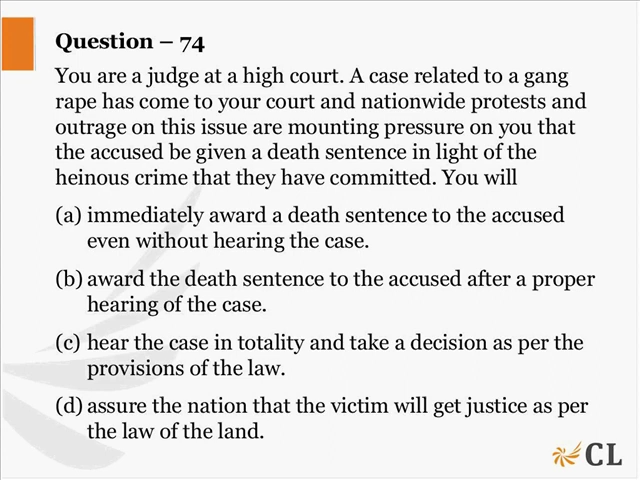 Question – 74
You are a judge at a high court. A case related to a gang
rape has come to your court and nationwide protests and
outrage on this issue are mounting pressure on you that
the accused be given a death sentence in light of the
heinous crime that they have committed. You will
(a) immediately award a death sentence to the accused
even without hearing the case.
(b) award the death sentence to the accused after a proper
hearing of the case.
(c) hear the case in totality and take a decision as per the
provisions of the law.
(d) assure the nation that the victim will get justice as per
the law of the land.
CL